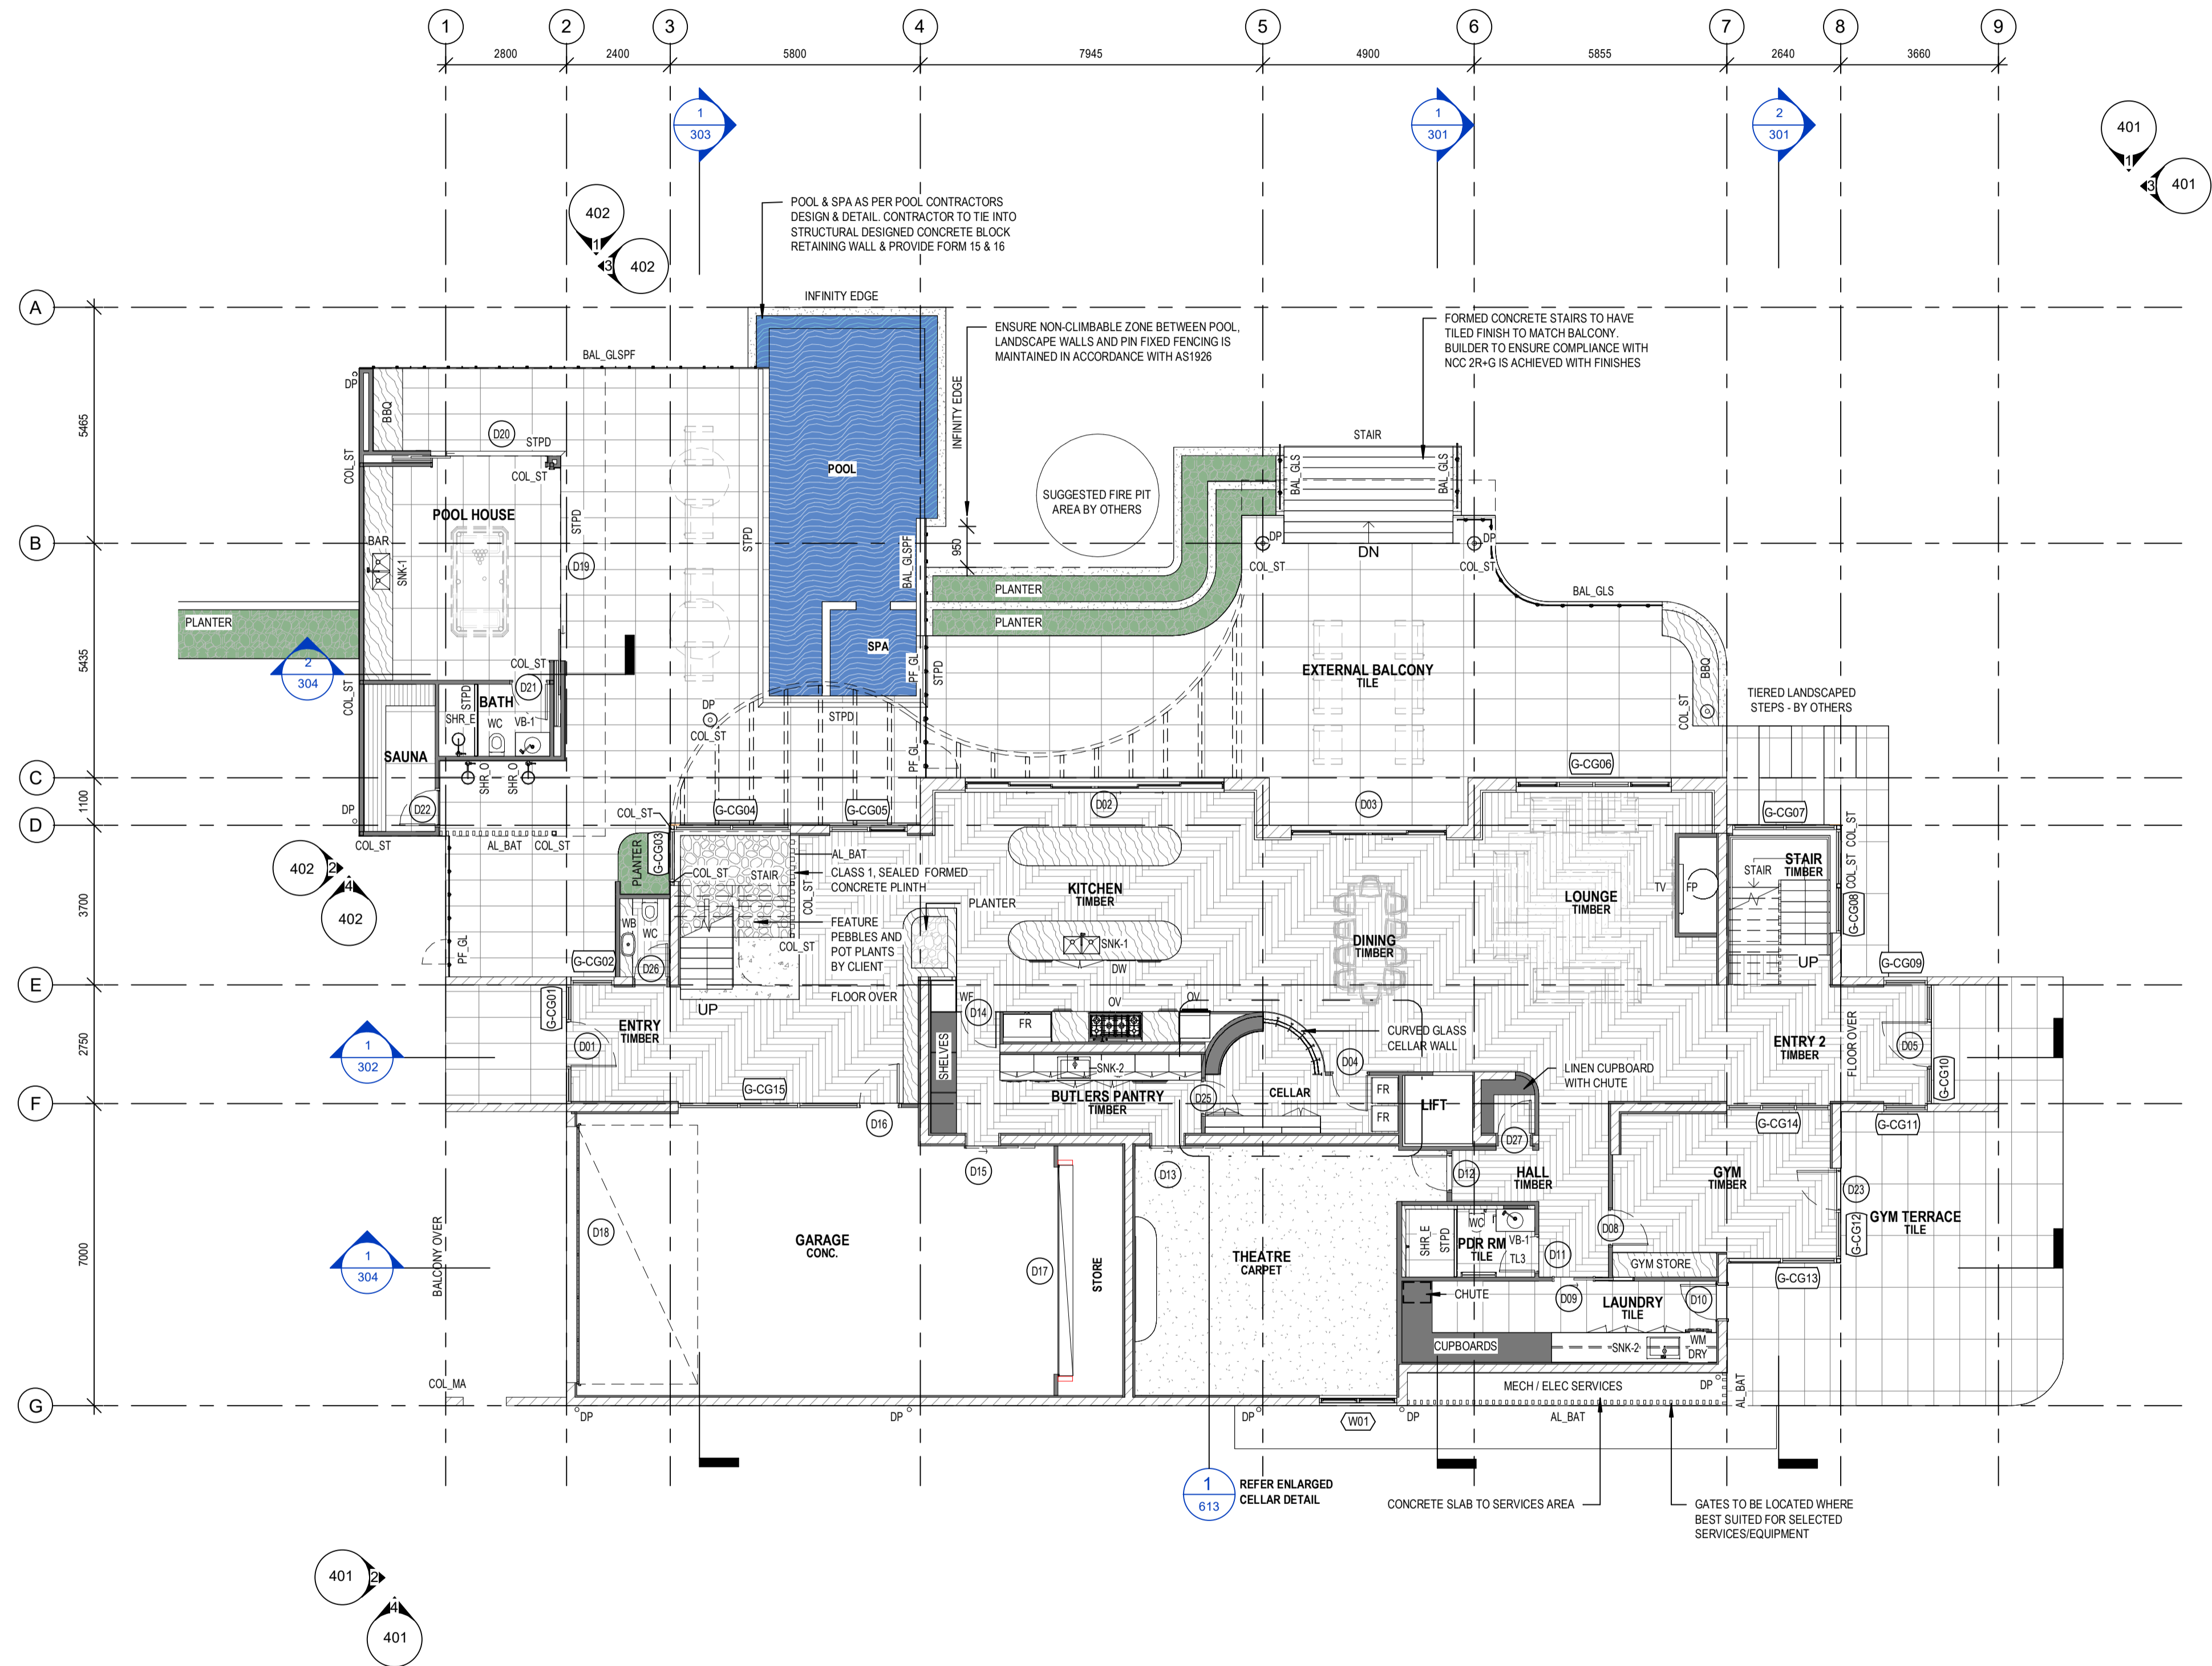 1 2 3 4 5 6 7 8 9
2800 2400 5800 7945 4900 5855 2640 3660
1
303
1
301
2
301
401
1
3 401
402
1
3 402
POOL & SPA AS PER POOL CONTRACTORS
DESIGN & DETAIL. CONTRACTOR TO TIE INTO
STRUCTURAL DESIGNED CONCRETE BLOCK
RETAINING WALL & PROVIDE FORM 15 & 16
A
INFINITY EDGE
ENSURE NON-CLIMBABLE ZONE BETWEEN POOL,
LANDSCAPE WALLS AND PIN FIXED FENCING IS
MAINTAINED IN ACCORDANCE WITH AS1926
FORMED CONCRETE STAIRS TO HAVE
TILED FINISH TO MATCH BALCONY.
BUILDER TO ENSURE COMPLIANCE WITH
NCC 2R+G IS ACHIEVED WITH FINISHES
BAL_GLSPF
DP
BBQ
INFINITY EDGE
5465
D20
STPD
STAIR
COL_ST
COL_ST
POOL
BAL_GLS
BAL_GLS
SUGGESTED FIRE PIT
AREA BY OTHERS
POOL HOUSE
STPD
STPD
B
BAR
950
DP
DP
DN
SNK-1
D19
BAL_GLSPF
COL_ST
COL_ST
PLANTER
BAL_GLS
PLANTER
PLANTER
SPA
2
304
5435
COL_ST
COL_ST
D21
STPD
BATH
PF_GL
STPD
EXTERNAL BALCONY
TILE
BBQ
COL_ST
TIERED LANDSCAPED
STEPS - BY OTHERS
SHR_E
WC
VB-1
DP
COL_ST
STPD
SAUNA
PF_GL
C
SHR_O
SHR_O
G-CG06
1100
DP
D22
G-CG04
G-CG05
D02
D03
G-CG07
D
COL_ST
COL_ST
AL_BAT
COL_ST
PLANTER
G-CG03
AL_BAT
COL_ST
COL_ST
STAIR
CLASS 1, SEALED FORMED
CONCRETE PLINTH
402
2
4
402
STAIR
TIMBER
STAIR
COL_ST
COL_ST
3700
KITCHEN
TIMBER
PLANTER
LOUNGE
TIMBER
TV
FP
COL_ST
FEATURE
PEBBLES AND
POT PLANTS
BY CLIENT
WB
WC
G-CG08
PF_GL
COL_ST
SNK-1
DINING
TIMBER
DW
G-CG02
D26
UP
G-CG09
E
FLOOR OVER
WF
OV
OV
UP
G-CG01
ENTRY
TIMBER
D14
FR
CURVED GLASS
CELLAR WALL
2750
1
302
D01
SHELVES
SNK-2
D04
ENTRY 2
TIMBER
FLOOR OVER
D05
LINEN CUPBOARD
WITH CHUTE
G-CG10
G-CG15
BUTLERS PANTRY
TIMBER
D25
CELLAR
FR
FR
LIFT
F
D16
G-CG14
G-CG11
D27
D15
D13
D12
HALL
TIMBER
GYM
TIMBER
D23
BALCONY OVER
D18
GARAGE
CONC.
GYM TERRACE
TILE
G-CG12
SHR_E
STPD
WC
PDR RM
TILE
VB-1
TL3
D08
D11
7000
1
304
D17
STORE
THEATRE
CARPET
GYM STORE
G-CG13
CHUTE
D09
LAUNDRY
TILE
D10
CUPBOARDS
SNK-2
WM
DRY
COL_MA
MECH / ELEC SERVICES
DP
AL_BAT
G
DP
DP
DP
W01
DP
AL_BAT
1
613
REFER ENLARGED
CELLAR DETAIL
CONCRETE SLAB TO SERVICES AREA
GATES TO BE LOCATED WHERE
BEST SUITED FOR SELECTED
SERVICES/EQUIPMENT
401
2
4
401